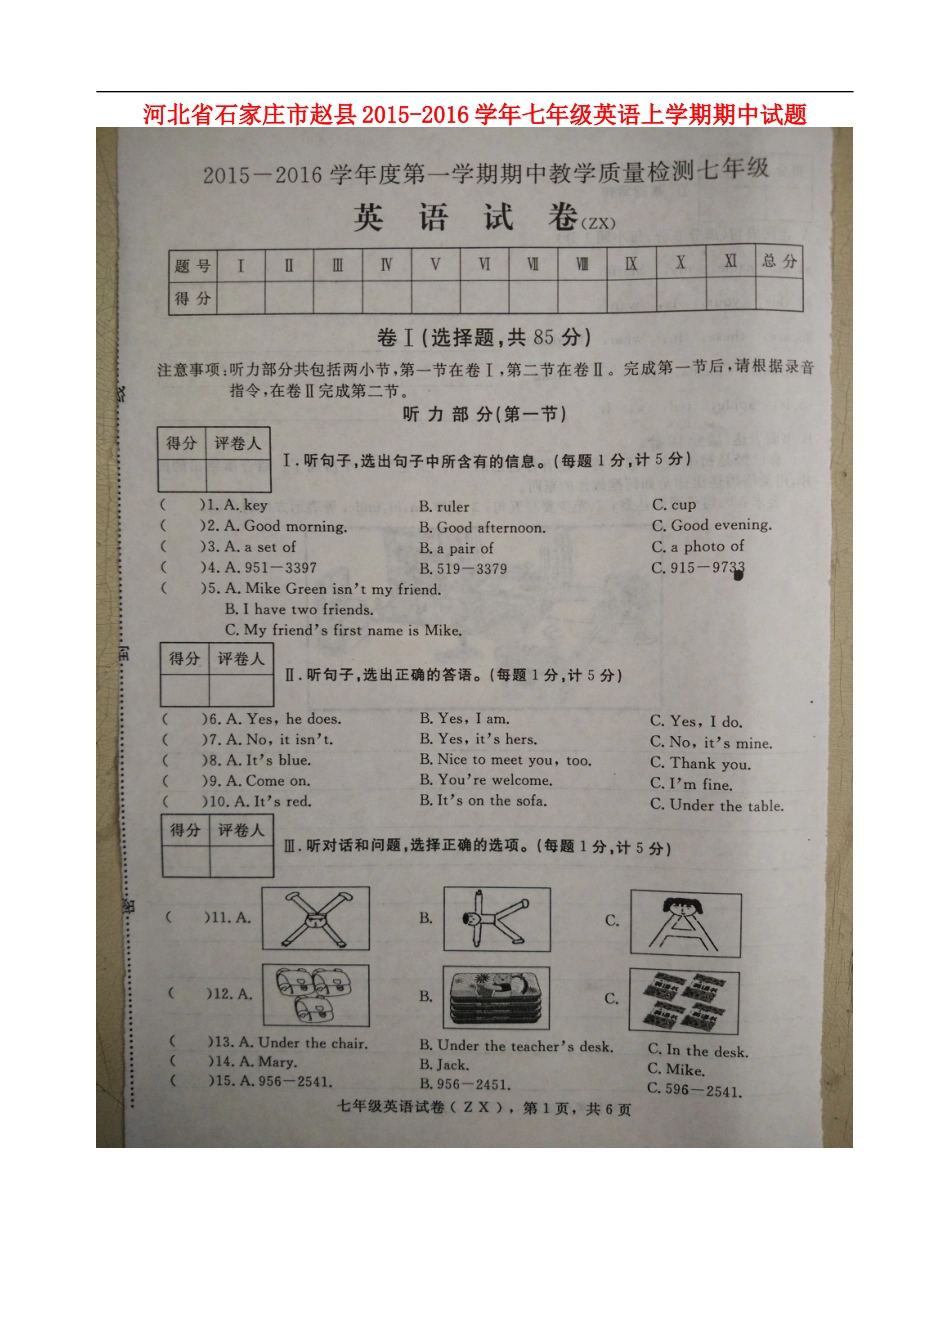 河北省石家庄市赵县2015-2016学年七年级英语上学期期中试题
2015－2016学年度第一学期期中教学质量检测七年级
英 语 试 卷(ZX)
题 号 Ⅰ Ⅱ Ⅲ Ⅳ Ⅴ Ⅵ Ⅶ Ⅷ Ⅸ Ⅹ Ⅺ 总 分
得 分
卷Ⅰ(选择题,共85分)
注意事项:听力部分共包括两小节,第一节在卷Ⅰ,第二节在卷Ⅱ。完成第一节后,请根据录音
指令,在卷Ⅱ完成第二节。
听 力 部 分(第一节)
得分 评卷人
Ⅰ.听句子,选出句子中所含有的信息。(每题1分,计5分)
( )1. A. key B. ruler C. cup
( )2. A. Good morning. B. Good afternoon. C. Good evening.
( )3. A. a set of B. a pair of C. a photo of
( )4. A. 951－3397 B. 519－3379 C. 915－9733
( )5. A. Mike Green isn't my friend.
B. I have two friends.
C. My friend's first name is Mike.
得分 评卷人
Ⅱ.听句子,选出正确的答语。(每题1分,计5分)
( )6. A. Yes, he does. B. Yes, I am. C. Yes, I do.
( )7. A. No, it isn't. B. Yes, it's hers. C. No, it's mine.
( )8. A. It's blue. B. Nice to meet you, too. C. Thank you.
( )9. A. Come on. B. You're welcome. C. I'm fine.
( )10. A. It's red. B. It's on the sofa. C. Under the table.
得分 评卷人
Ⅲ.听对话和问题,选择正确的选项。(每题1分,计5分)
( )11. A. B. C.
( )12. A. B. C.
( )13. A. Under the chair. B. Under the teacher's desk. C. In the desk.
( )14. A. Mary. B. Jack. C. Mike.
( )15. A. 956－2541. B. 956－2451. C. 596－2541.
七年级英语试卷(ZX),第1页,共6页